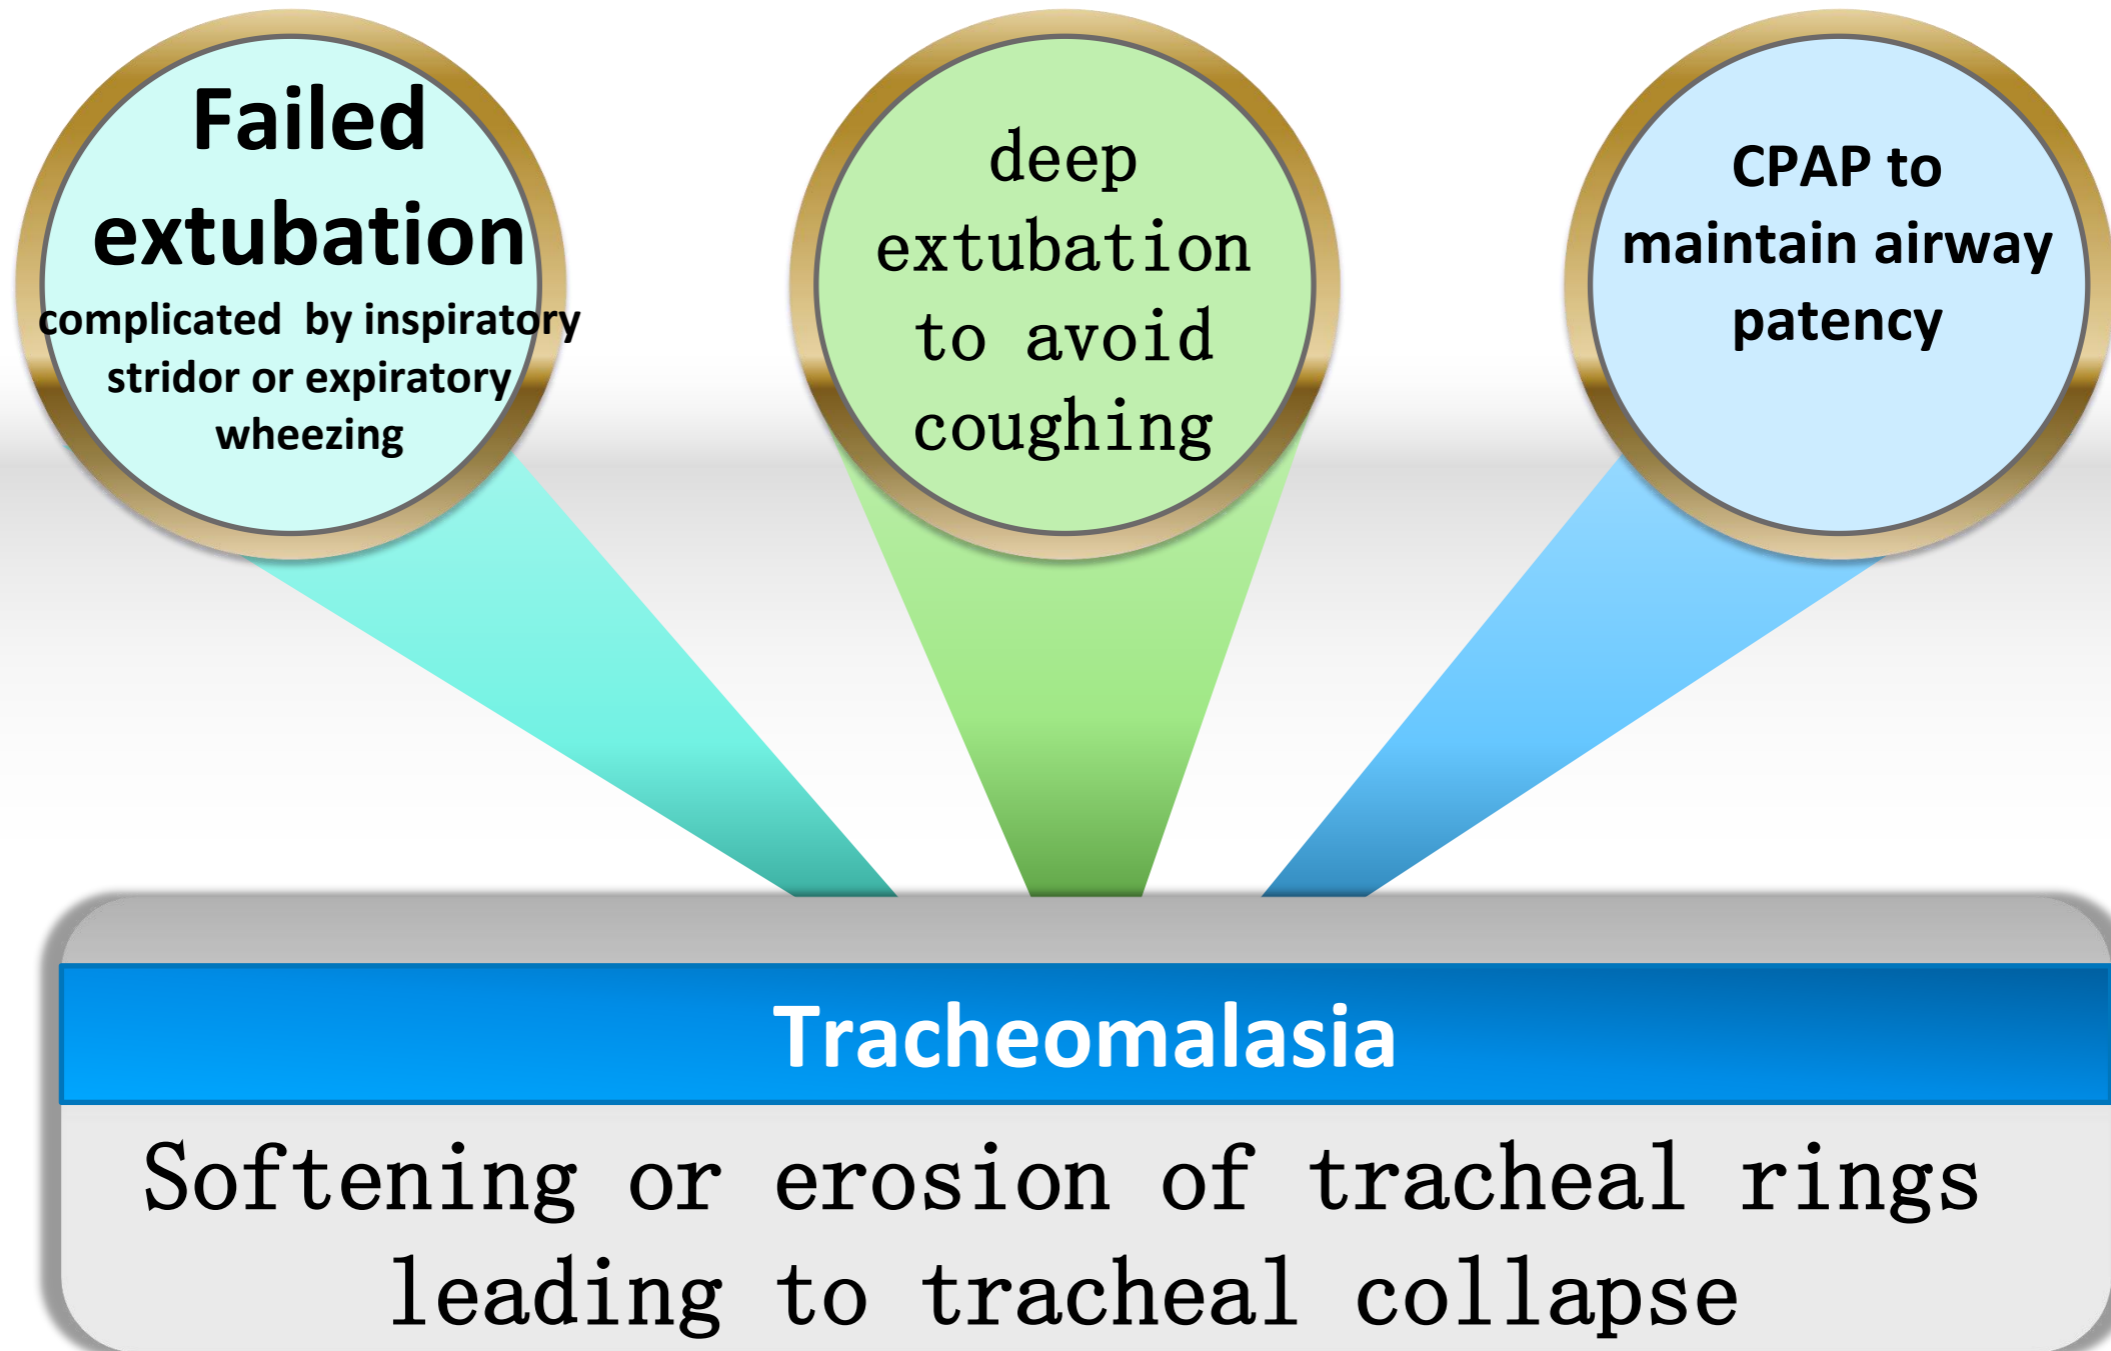 Failed
extubation
complicated by inspiratory
stridor or expiratory
wheezing
deep
extubation
to avoid
coughing
CPAP to
maintain airway
patency
Tracheomalasia
Softening or erosion of tracheal rings
leading to tracheal collapse